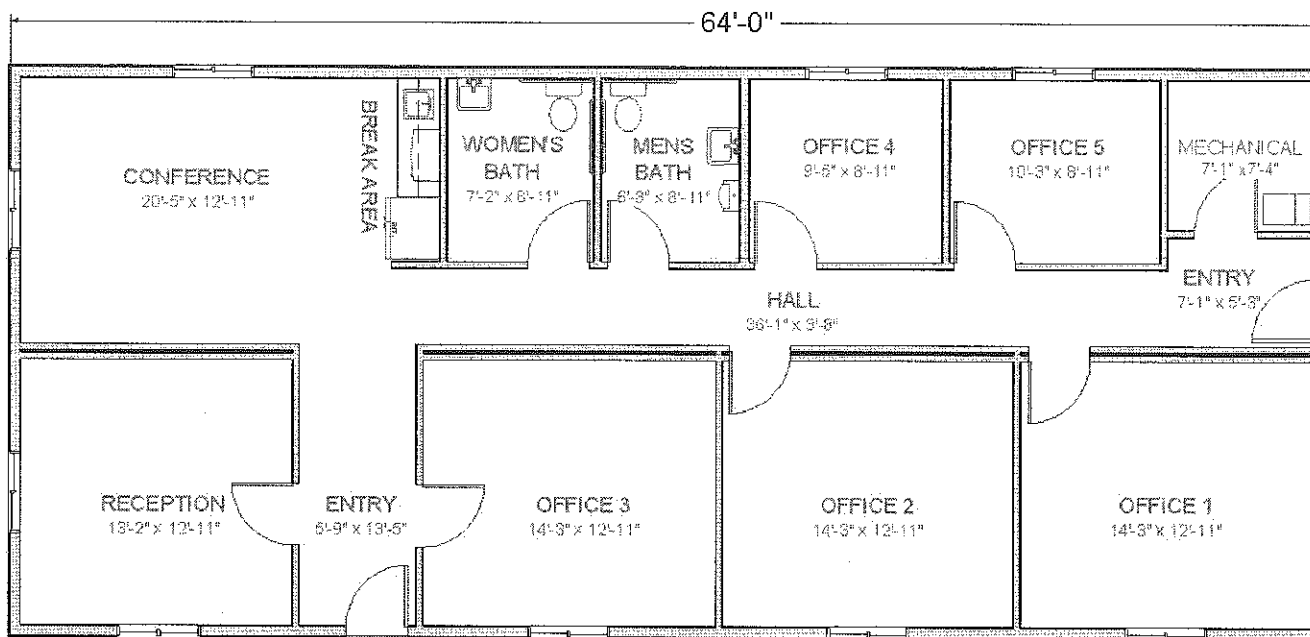 64'-0"
CONFERENCE
20'-5" x 12'-11"
BREAK AREA
WOMEN'S
BATH
7'-2" x 8'-11"
MENS
BATH
6'-9" x 8'-11"
OFFICE 4
9'-5" x 8'-11"
OFFICE 5
10'-3" x 8'-11"
MECHANICAL
7'-1" x 7'-4"
HALL
36'-1" x 3'-9"
ENTRY
7'-1" x 5'-3"
RECEPTION
13'-2" x 12'-11"
ENTRY
5'-9" x 13'-5"
OFFICE 3
14'-3" x 12'-11"
OFFICE 2
14'-3" x 12'-11"
OFFICE 1
14'-3" x 12'-11"